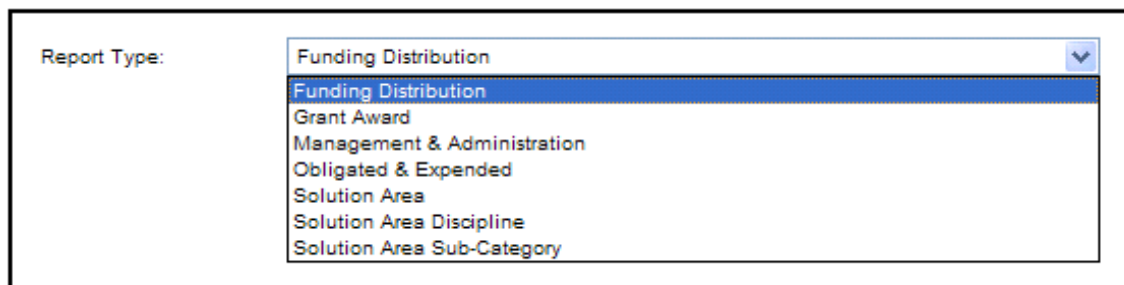 Report Type: Funding Distribution
Funding Distribution
Grant Award
Management & Administration
Obligated & Expended
Solution Area
Solution Area Discipline
Solution Area Sub-Category